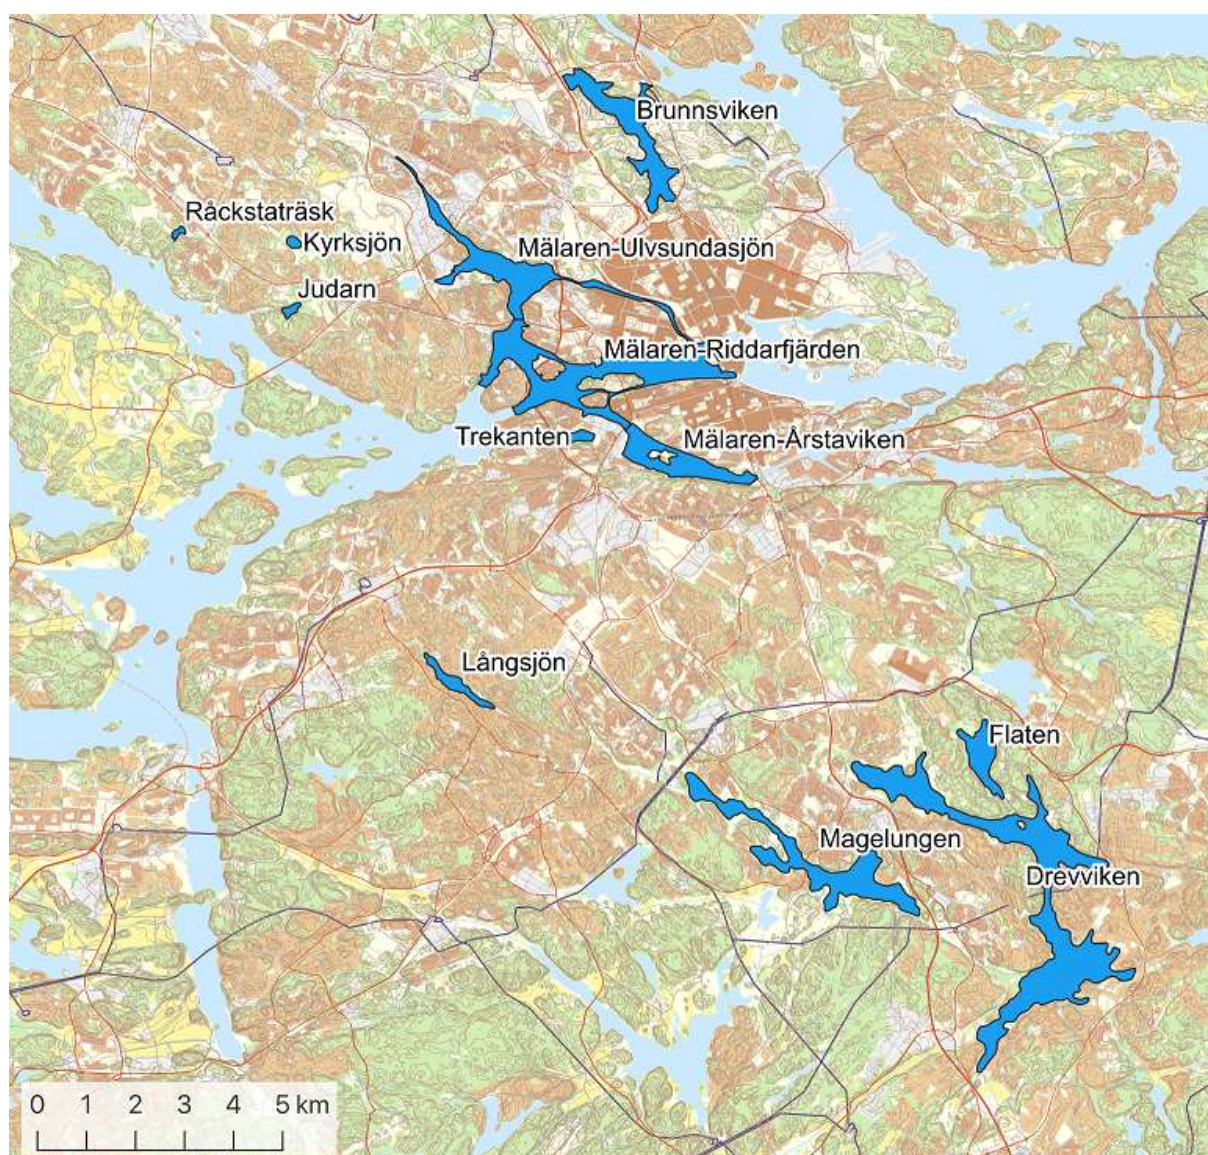 Brunnsviken
Råckstaträsk
Kyrksjön
Mälaren-Ulvsundasjön
Judarn
Mälaren-Riddarfjärden
Trekanten
Mälaren-Årstaviken
Långsjön
Flaten
Magelungen
Drevviken
0 1 2 3 4 5 km